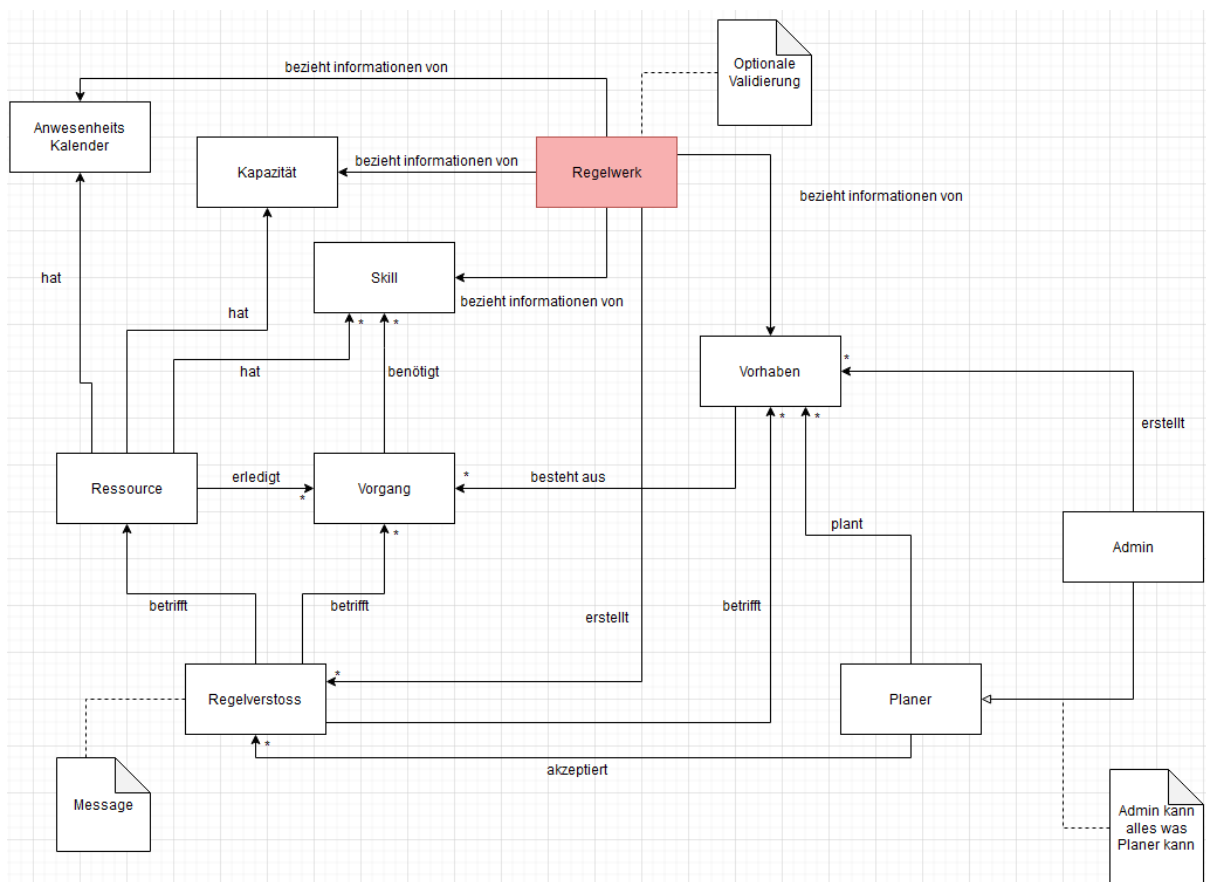 Optionale
Validierung
bezieht informationen von
Anwesenheits
Kalender
Kapazität
bezieht informationen von
Regelwerk
bezieht informationen von
hat
Skill
bezieht informationen von
hat
*
*
hat
benötigt
*
Vorhaben
*
*
erstellt
Ressource
erledigt
*
Vorgang
*
besteht aus
*
plant
Admin
betrifft
betrifft
erstellt
betrifft
*
Regelverstoss
Planer
*
akzeptiert
Message
Admin kann
alles was
Planer kann